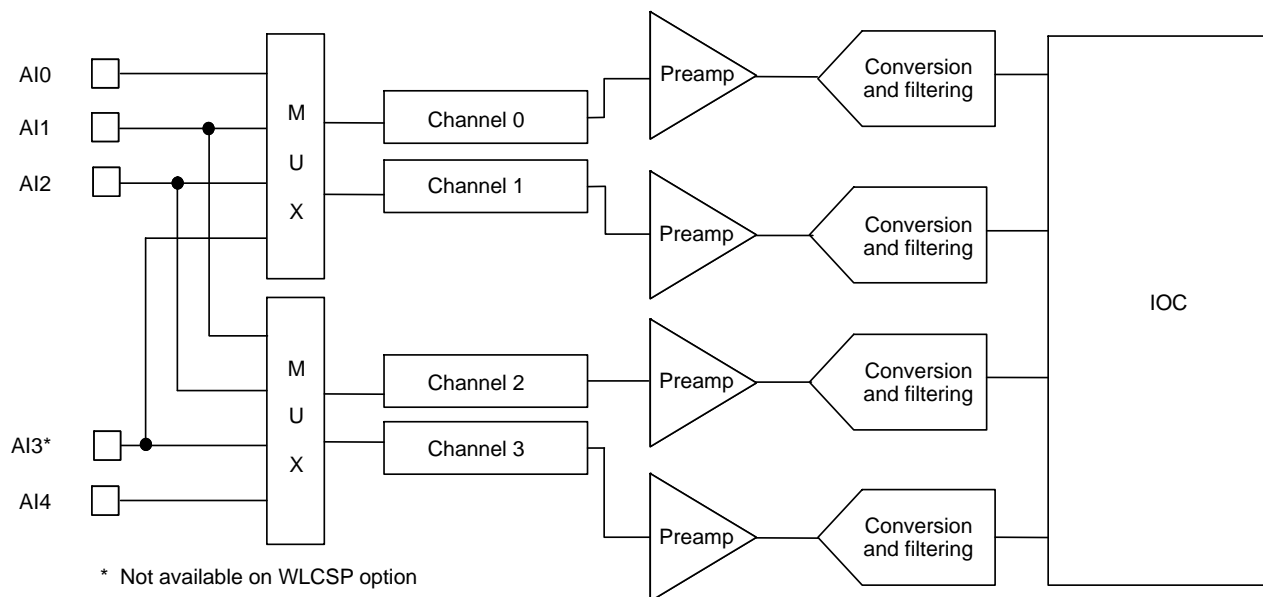 AI0
AI1
AI2
AI3*
AI4
M
U
X
M
U
X
Channel 0
Channel 1
Channel 2
Channel 3
Preamp
Preamp
Preamp
Preamp
Conversion
and filtering
Conversion
and filtering
Conversion
and filtering
Conversion
and filtering
IOC
* Not available on WLCSP option